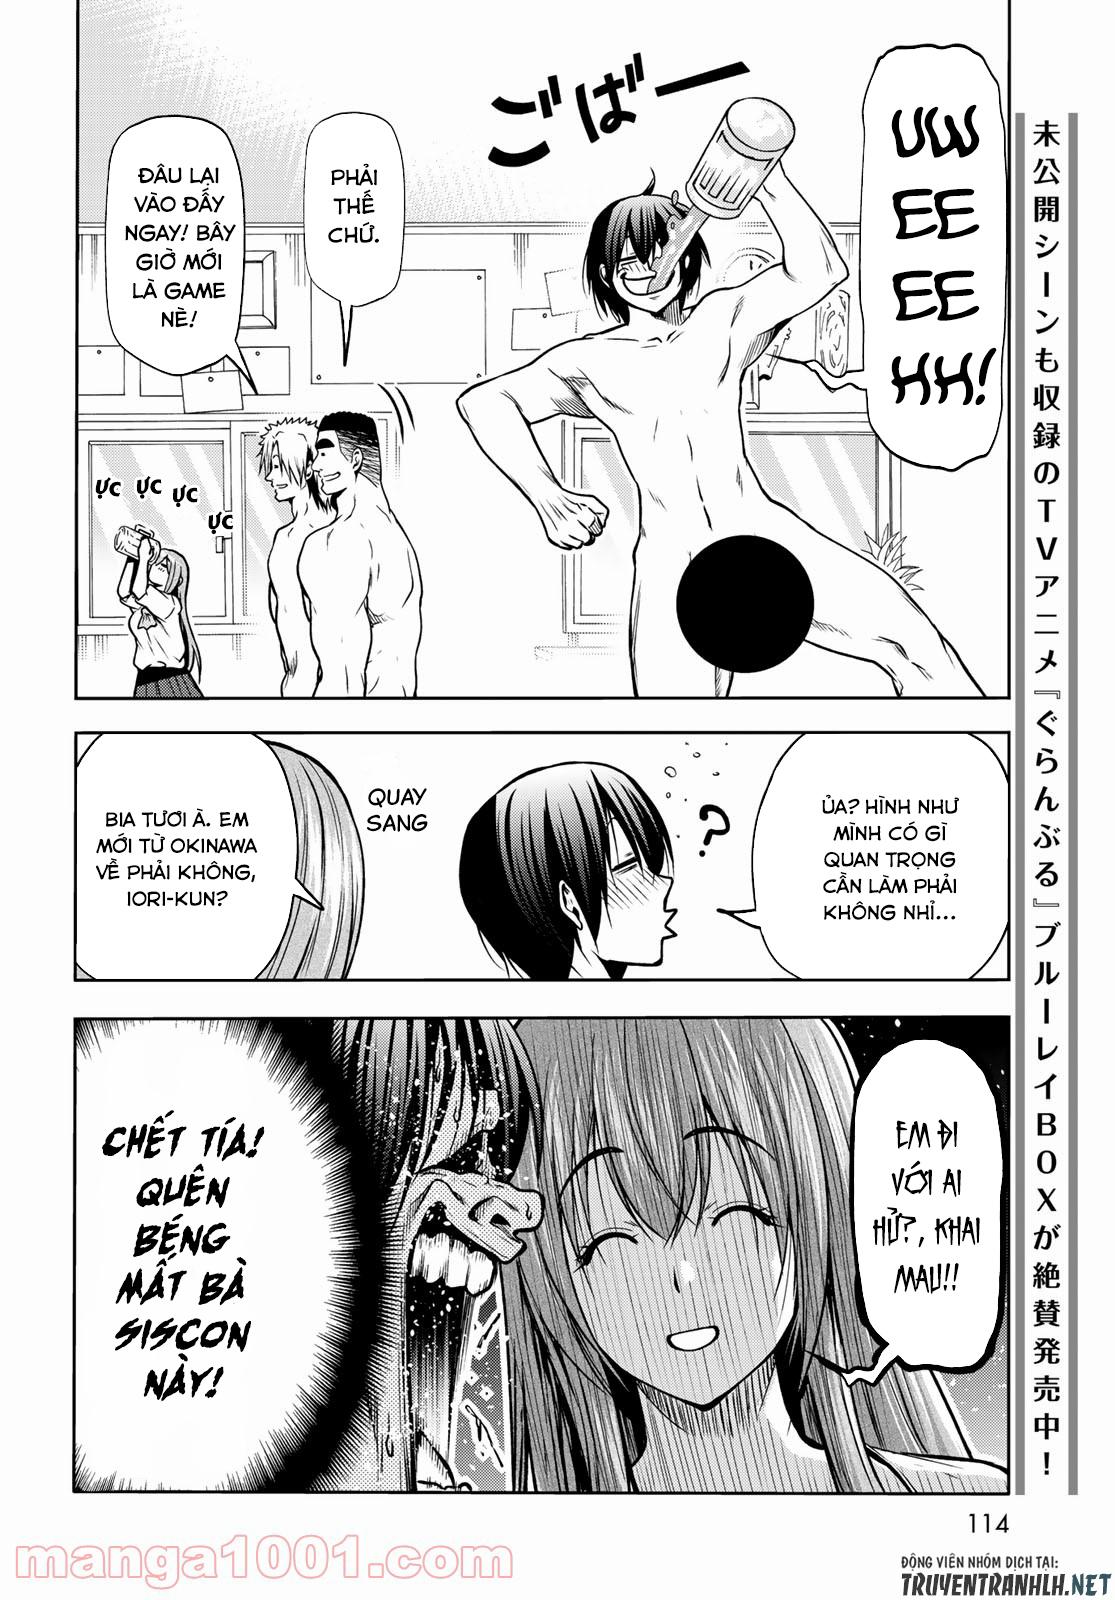 ごばー
UW
EE
EE
HH!
PHẢI
THẾ
CHỨ.
ĐÂU LẠI
VÀO ĐẤY
NGAY! BÂY
GIỜ MỚI
LÀ GAME
NÈ!
ỰC
ỰC
ỰC
ỰC
ỦA? HÌNH NHƯ
MÌNH CÓ GÌ
QUAN TRỌNG
CẦN LÀM PHẢI
KHÔNG NHỈ...
?
QUAY
SANG
BIA TƯƠI À. EM
MỚI TỪ OKINAWA
VỀ PHẢI KHÔNG,
IORI-KUN?
EM ĐI
VỚI AI
HỬ?, KHAI
MAU!!
CHẾT TÍA!
QUÊN
BÉNG
MẤT BÀ
SISCON
NÀY!
未公開シーンも収録のTVアニメ『ぐらんぶる』ブルーレイBOXが絶賛発売中！
114
manga1001.com
ĐỘNG VIÊN NHÓM DỊCH TẠI:
TRUYENTRANHLH.NET